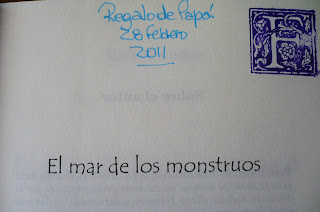 Regalo de Papá
28 febrero
2011
E
El mar de los monstruos